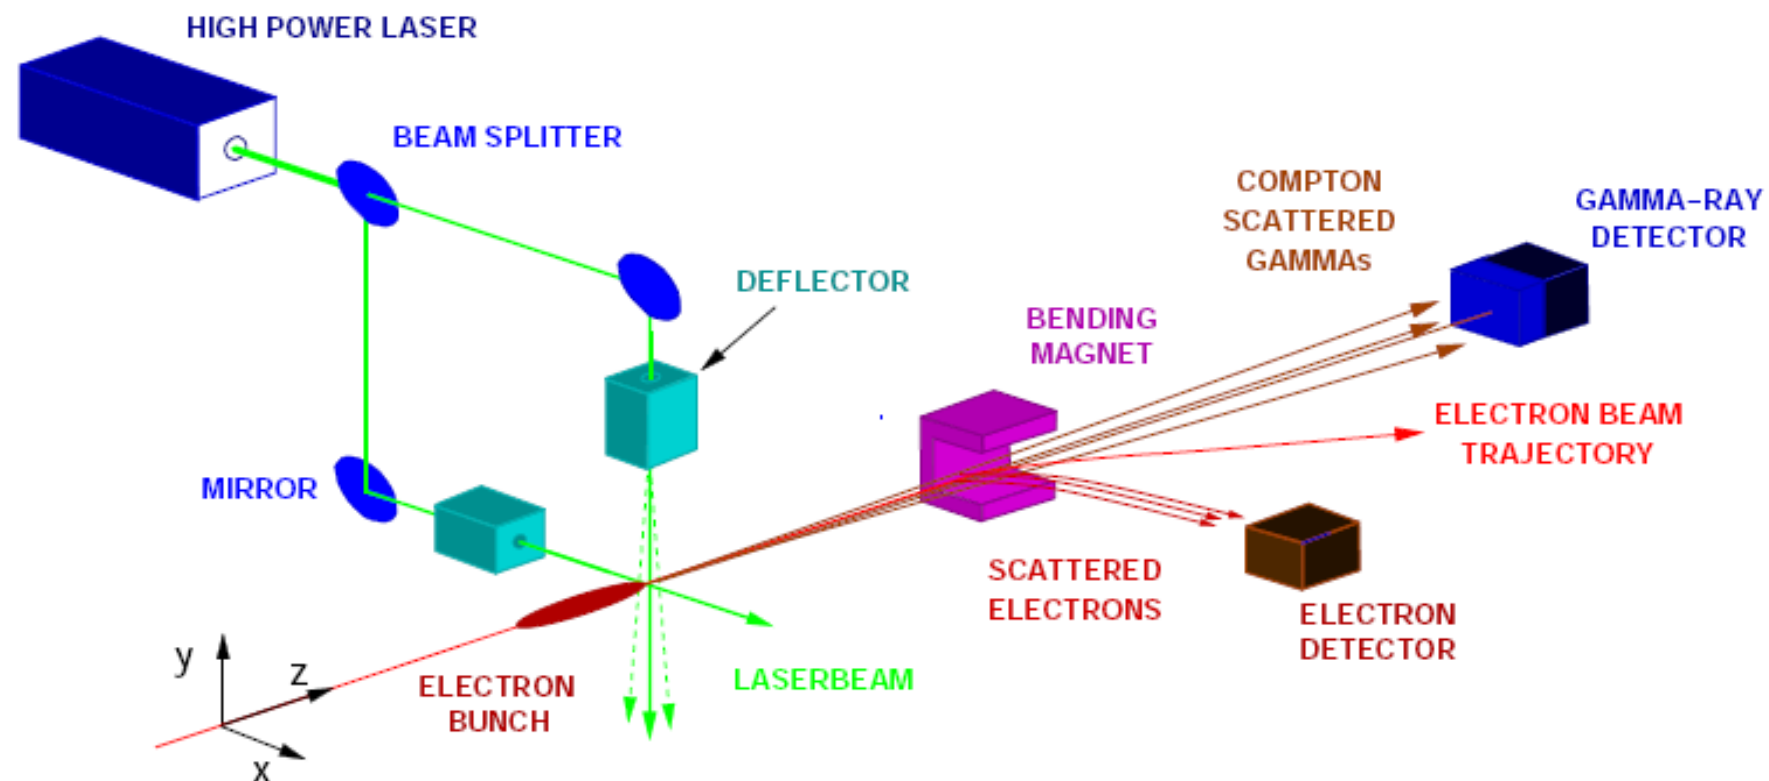 HIGH POWER LASER
BEAM SPLITTER
COMPTON
SCATTERED
GAMMAs
GAMMA-RAY
DETECTOR
DEFLECTOR
BENDING
MAGNET
ELECTRON BEAM
TRAJECTORY
MIRROR
SCATTERED
ELECTRONS
ELECTRON
DETECTOR
y
z
x
ELECTRON
BUNCH
LASERBEAM